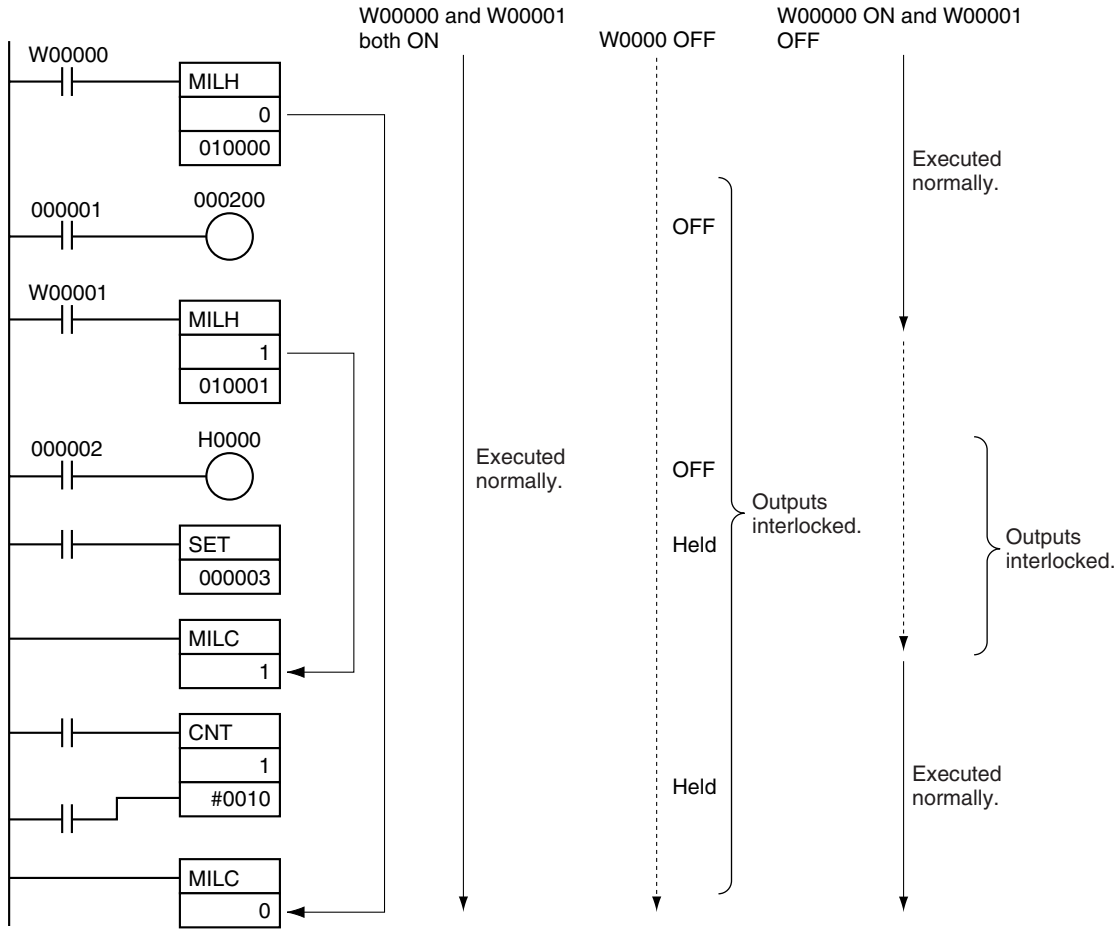 W00000 and W00001
both ON
W0000 OFF
W00000 ON and W00001
OFF
W00000
MILH
0
010000
000001
000200
W00001
MILH
1
010001
000002
H0000
SET
000003
MILC
1
CNT
1
#0010
MILC
0
Executed
normally.
OFF
OFF
Held
Held
Outputs
interlocked.
Executed
normally.
Outputs
interlocked.
Executed
normally.